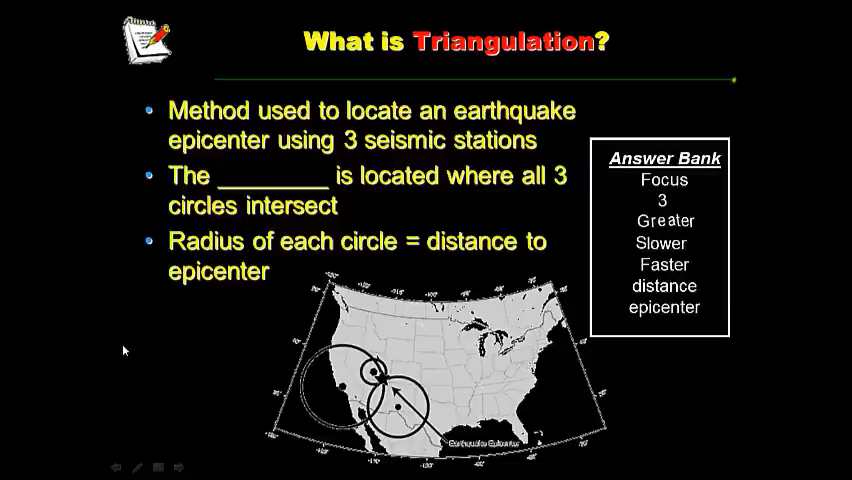 What is Triangulation?
• Method used to locate an earthquake
epicenter using 3 seismic stations
• The ________ is located where all 3
circles intersect
• Radius of each circle = distance to
epicenter
Answer Bank
Focus
3
Greater
Slower
Faster
distance
epicenter
Earthquake Epicenter